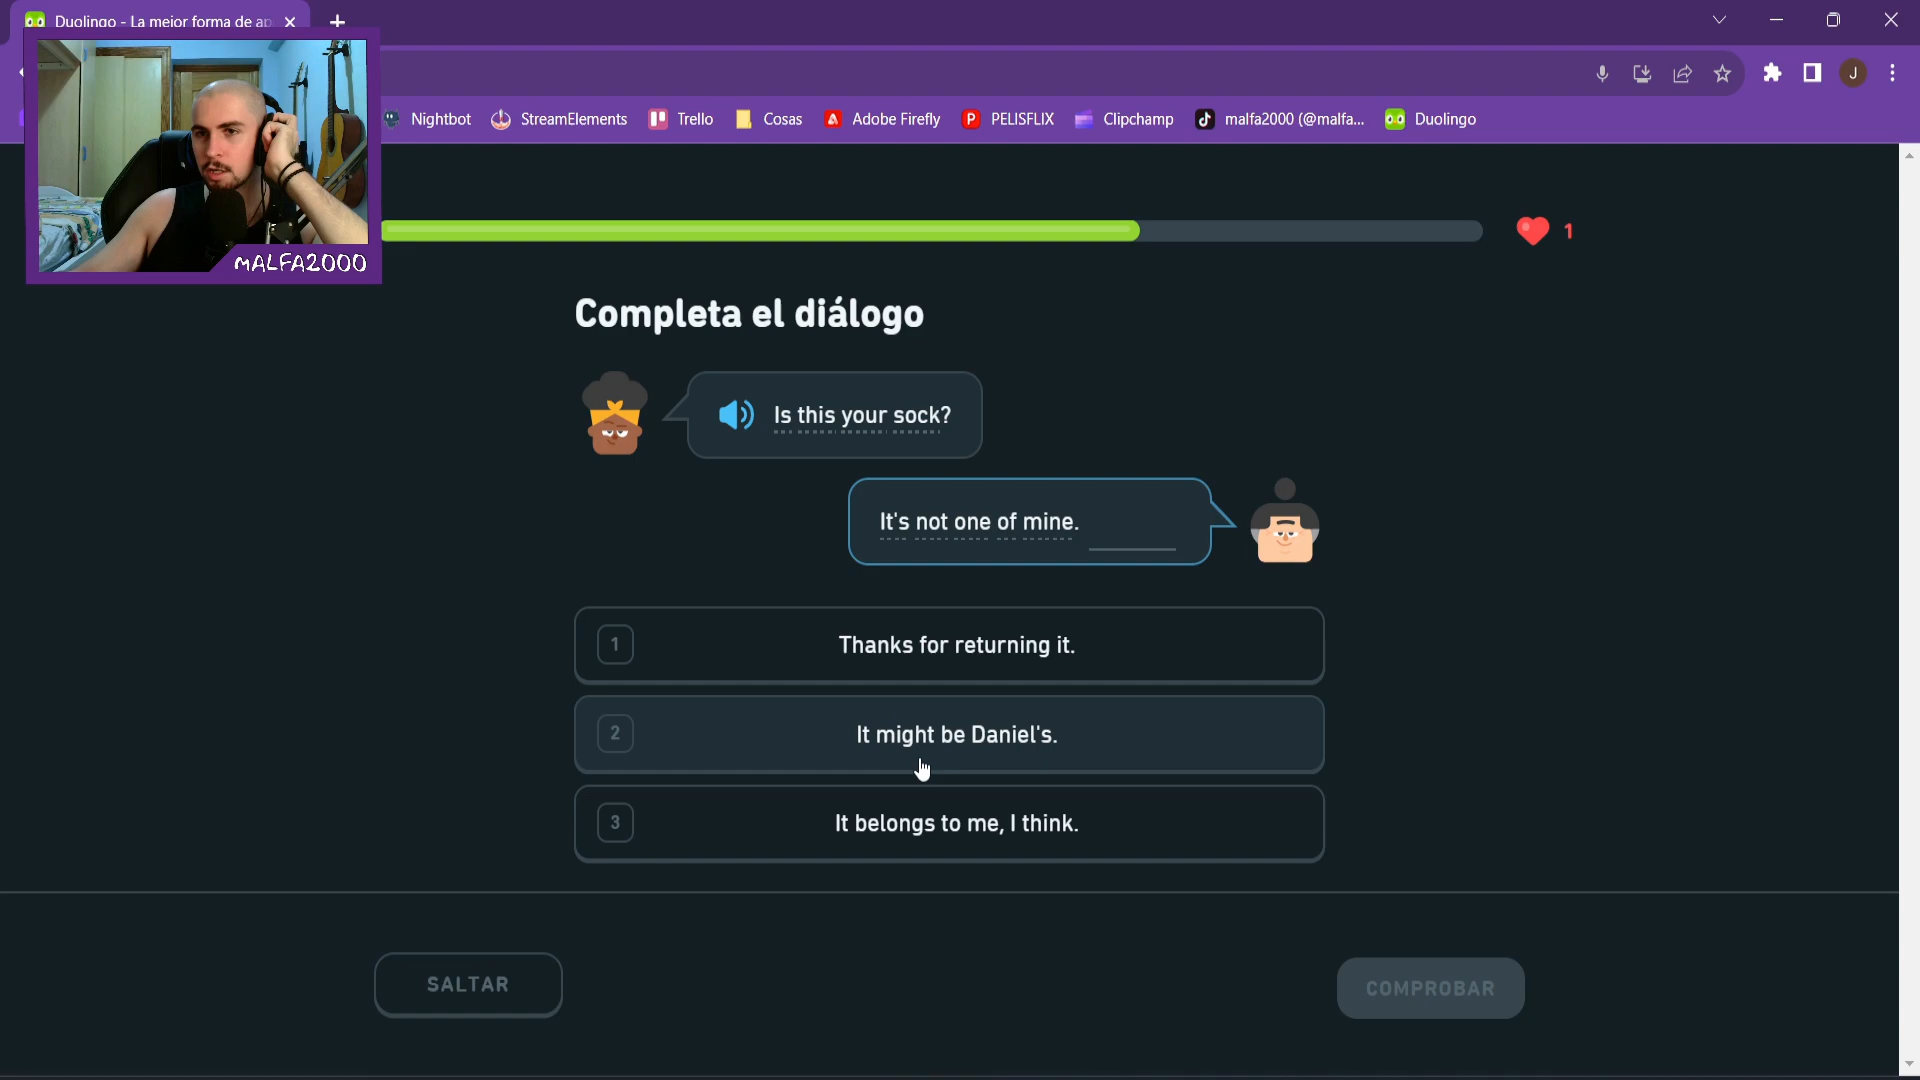 Duolingo - La mejor forma de ap
Nightbot
StreamElements
Trello
Cosas
Adobe Firefly
PELISFLIX
Clipchamp
malfa2000 (@malfa...
Duolingo
J
MALFA2000
1
Completa el diálogo
Is this your sock?
It's not one of mine.
1 Thanks for returning it.
2 It might be Daniel's.
3 It belongs to me, I think.
SALTAR
COMPROBAR